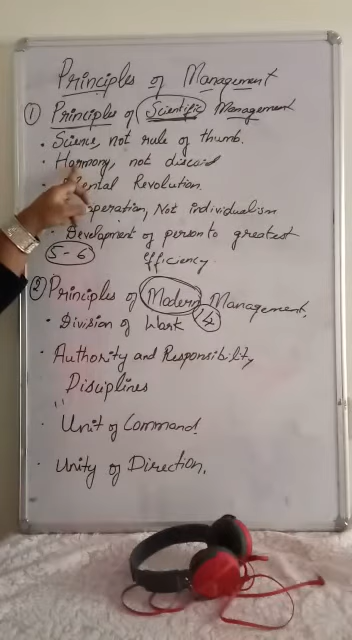 Principles of Management
① Principles of Scientific Management
• Science, not rule of thumb.
• Harmony, not discord
Mental Revolution.
operation, Not individualism
• Development of person to greatest
5-6 Efficiency
② Principles of Modern Management.
• Division of Work 14
• Authority and Responsibility
Disciplines
"
Unit of Command.
• Unity of Direction.